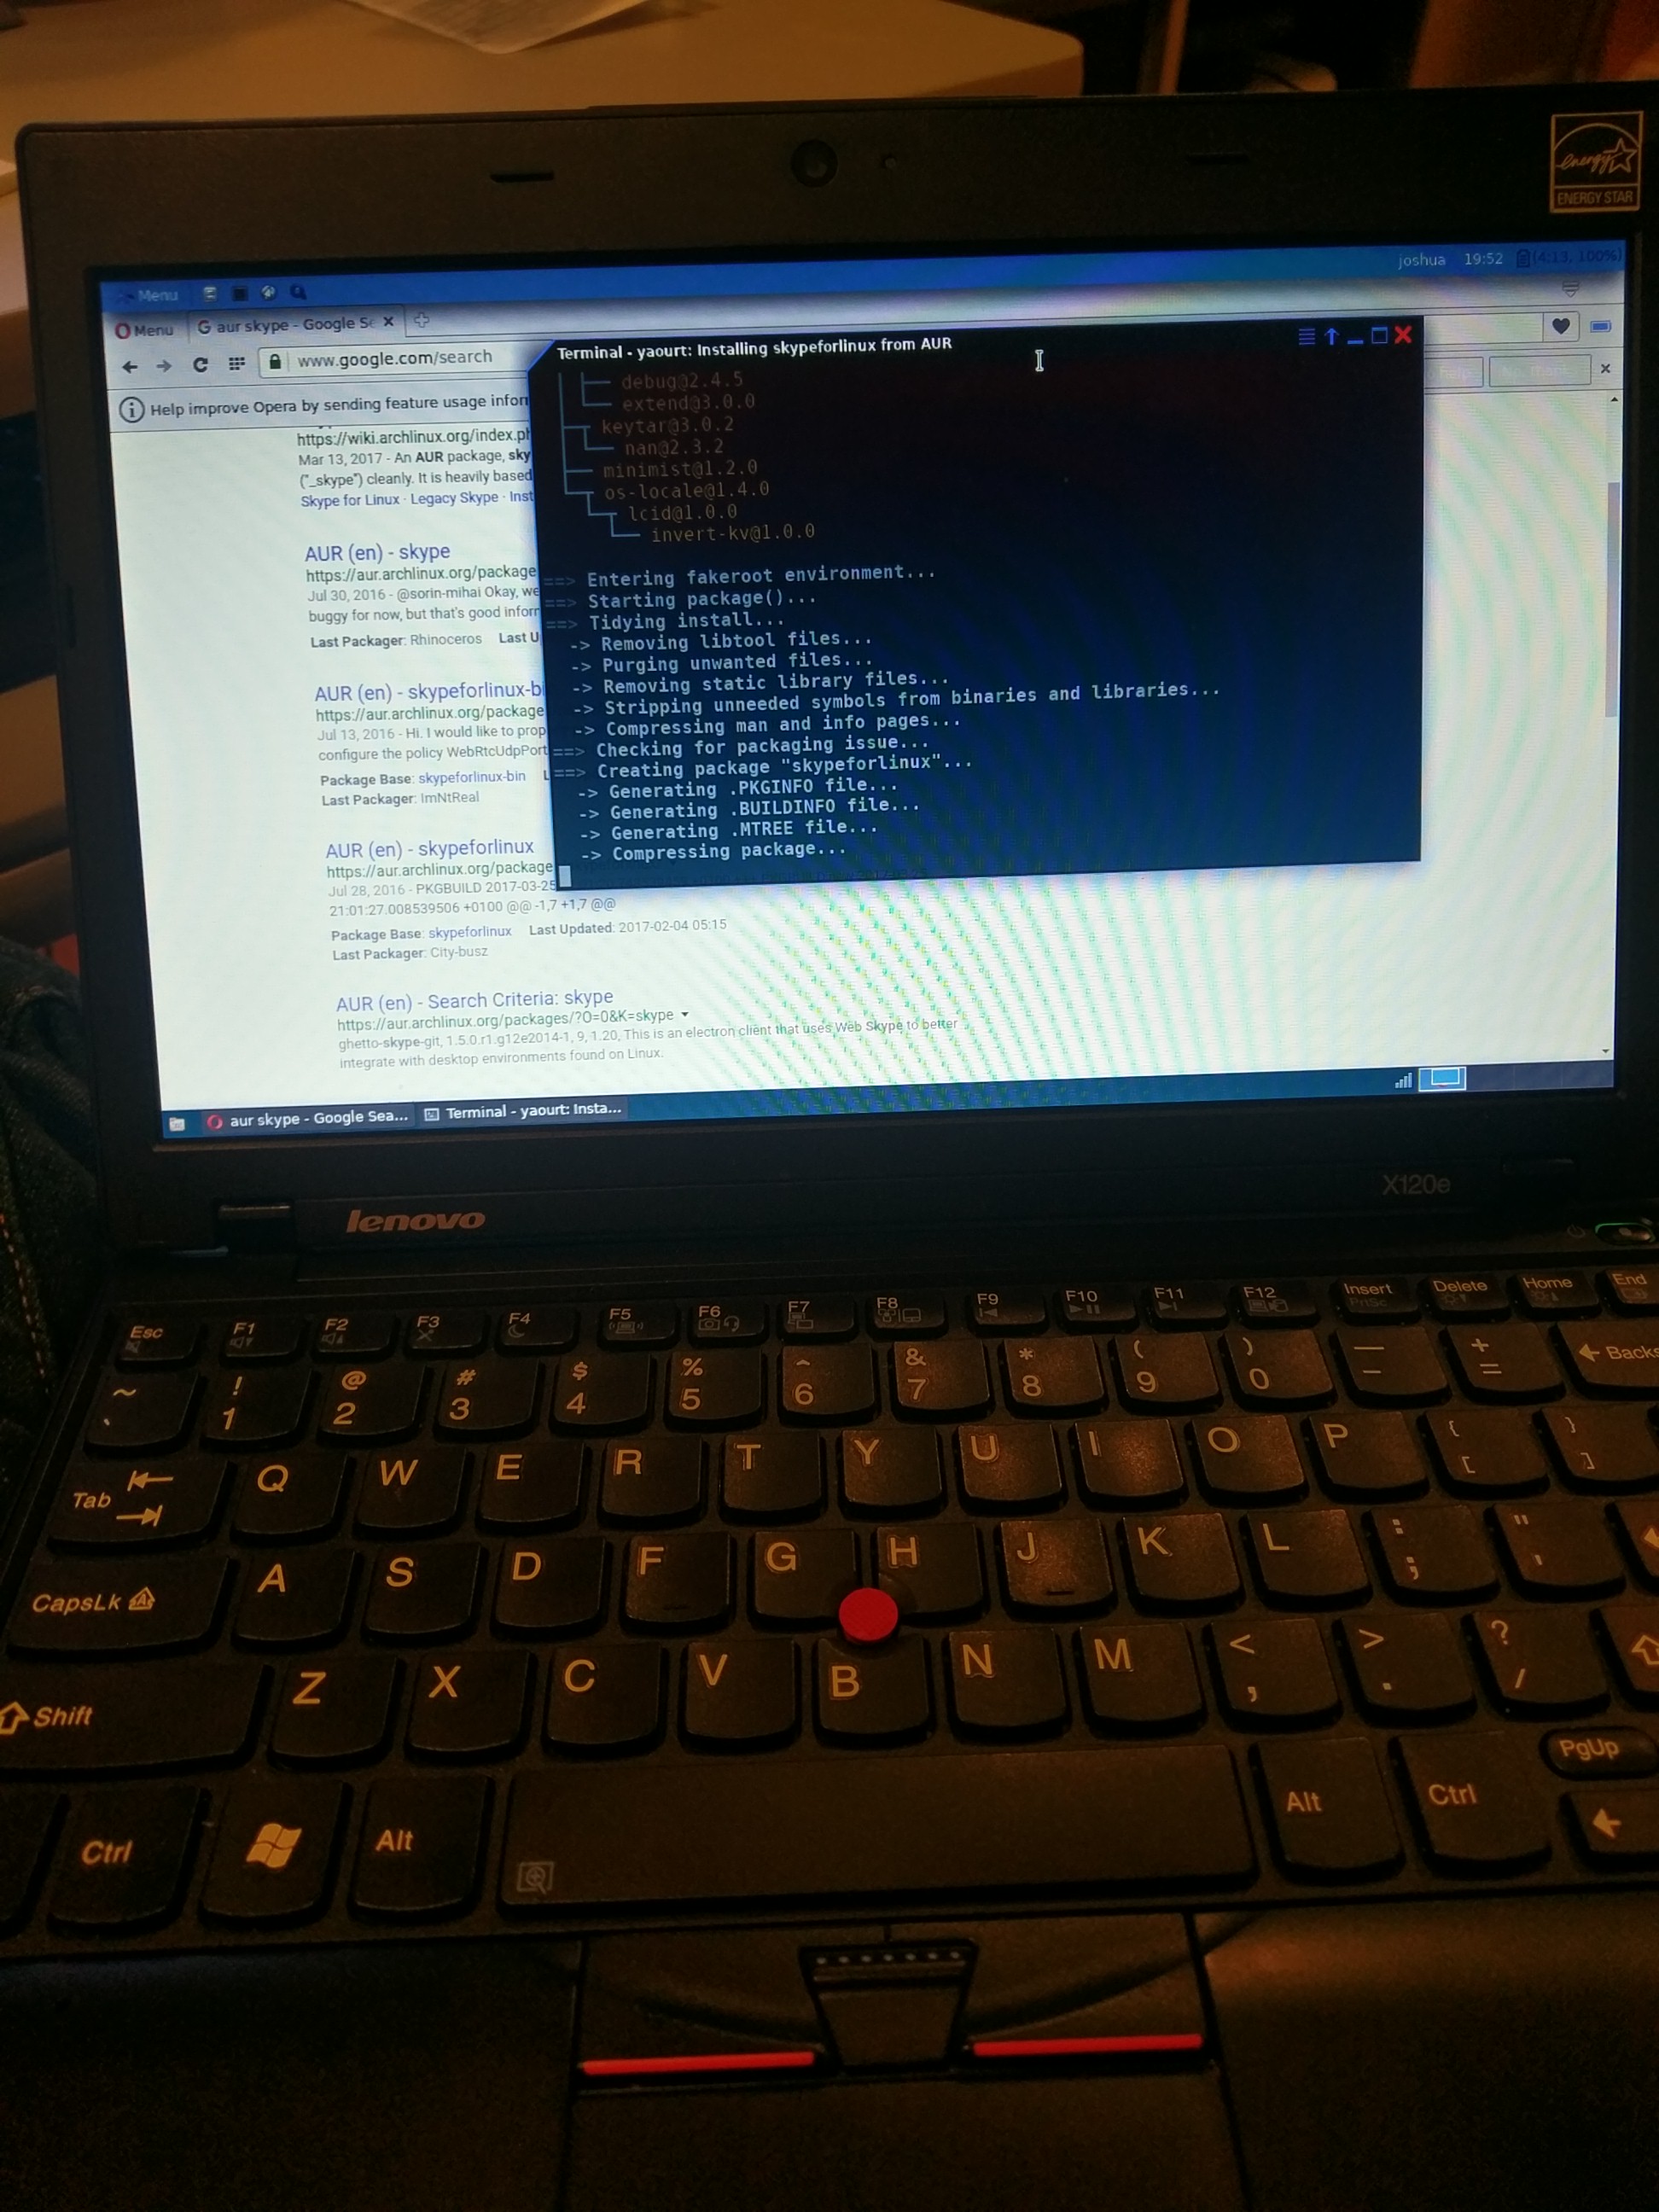 energy
ENERGY STAR
Menu
joshua 19:52 (4:13, 100%)
Menu
aur skype - Google Se
www.google.com/search
Help improve Opera by sending feature usage infor
https://wiki.archlinux.org/index.ph
Mar 13, 2017 - An AUR package, sky
("_skype") cleanly. It is heavily based
Skype for Linux · Legacy Skype · Inst
AUR (en) - skype
https://aur.archlinux.org/package
Jul 30, 2016 - @sorin-mihai Okay, we
buggy for now, but that's good inform
Last Packager: Rhinoceros Last U
AUR (en) - skypeforlinux-bi
https://aur.archlinux.org/package
Jul 13, 2016 - Hi. I would like to prop
configure the policy WebRtcUdpPort
Package Base: skypeforlinux-bin L
Last Packager: ImNtReal
AUR (en) - skypeforlinux
https://aur.archlinux.org/package
Jul 28, 2016 - PKGBUILD 2017-03-25
21:01:27.008539506 +0100 @@ -1,7 +1,7 @@
Package Base: skypeforlinux Last Updated: 2017-02-04 05:15
Last Packager: City-busz
AUR (en) - Search Criteria: skype
https://aur.archlinux.org/packages/?O=0&K=skype
ghetto-skype-git, 1.5.0.r1.g12e2014-1, 9, 1.20, This is an electron client that uses Web Skype to better
integrate with desktop environments found on Linux.
Terminal - yaourt: Installing skypeforlinux from AUR
debug@2.4.5
extend@3.0.0
keytar@3.0.2
nan@2.3.2
minimist@1.2.0
os-locale@1.4.0
lcid@1.0.0
invert-kv@1.0.0
==> Entering fakeroot environment...
==> Starting package()...
==> Tidying install...
-> Removing libtool files...
-> Purging unwanted files...
-> Removing static library files...
-> Stripping unneeded symbols from binaries and libraries...
-> Compressing man and info pages...
==> Checking for packaging issue...
==> Creating package "skypeforlinux"...
-> Generating .PKGINFO file...
-> Generating .BUILDINFO file...
-> Generating .MTREE file...
-> Compressing package...
aur skype - Google Sea... Terminal - yaourt: Insta...
X120e
lenovo
Esc F1 F2 F3 F4 F5 F6 F7 F8 F9 F10 F11 F12 Insert Delete Home End
PrtSc
~ ! @ # $ % ^ & * ( ) — +
` 1 2 3 4 5 6 7 8 9 0 - = Backs
Tab Q W E R T Y U I O P { }
[ ]
CapsLk A S D F G H J K L : "
; '
Shift Z X C V B N M < > ?
, . /
PgUp
Ctrl Alt Alt Ctrl